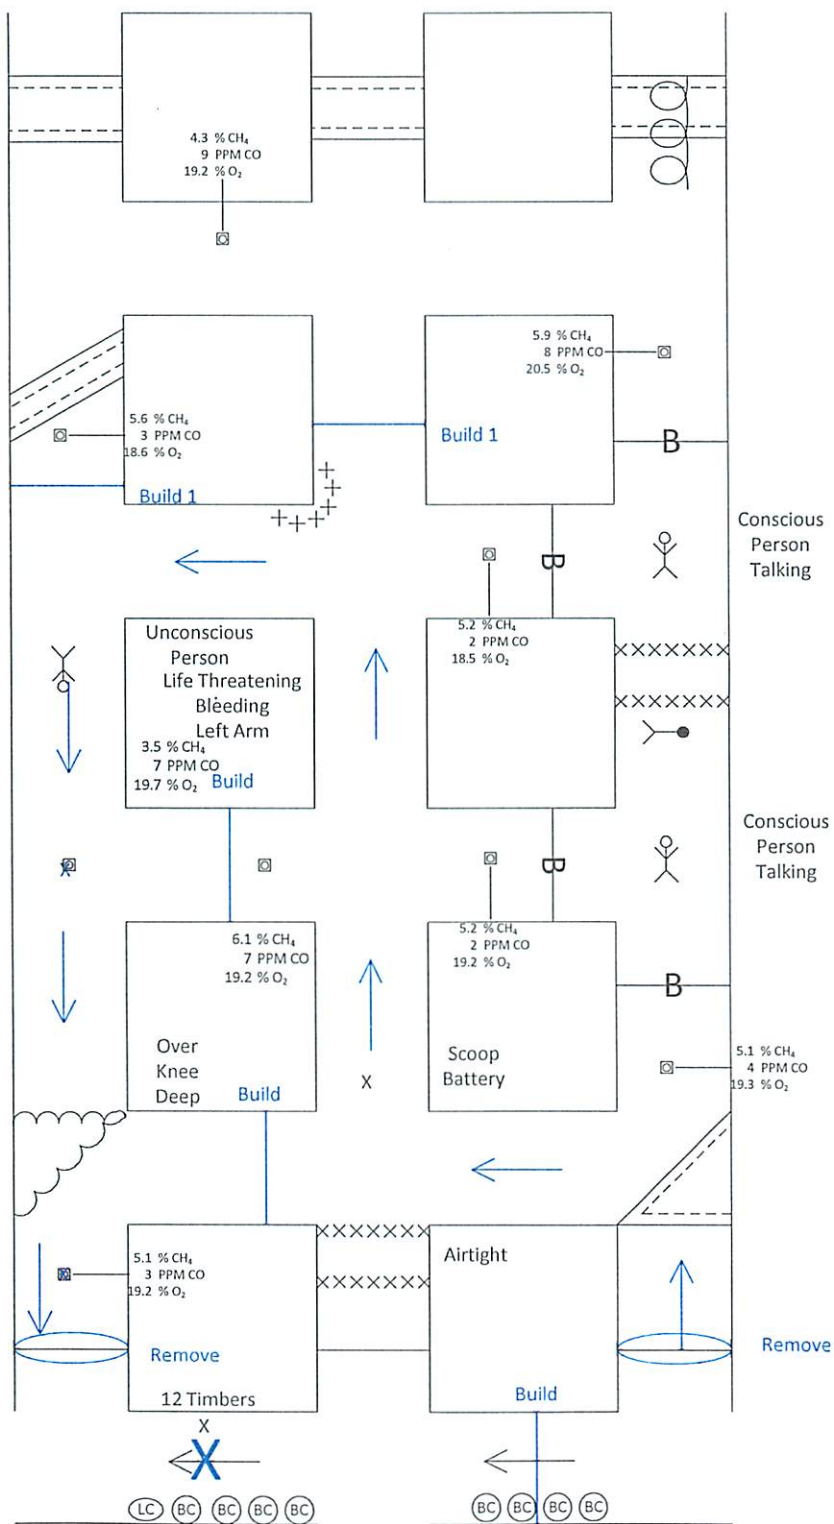 4.3 % CH₄
9 PPM CO
19.2 % O₂
5.9 % CH₄
8 PPM CO
20.5 % O₂
5.6 % CH₄
3 PPM CO
18.6 % O₂
Build 1
Build 1
B
Conscious
Person
Talking
B
Unconscious
Person
Life Threatening
Bleeding
Left Arm
3.5 % CH₄
7 PPM CO
19.7 % O₂
Build
5.2 % CH₄
2 PPM CO
18.5 % O₂
XXXXXXX
XXXXXXX
Conscious
Person
Talking
X
B
6.1 % CH₄
7 PPM CO
19.2 % O₂
5.2 % CH₄
2 PPM CO
19.2 % O₂
B
Over
Knee
Deep
Build
X
Scoop
Battery
5.1 % CH₄
4 PPM CO
19.3 % O₂
XXXXXXX
XXXXXXX
5.1 % CH₄
3 PPM CO
19.2 % O₂
Airtight
Remove
Remove
12 Timbers
Build
X
X
LC BC BC BC BC
BC BC BC BC